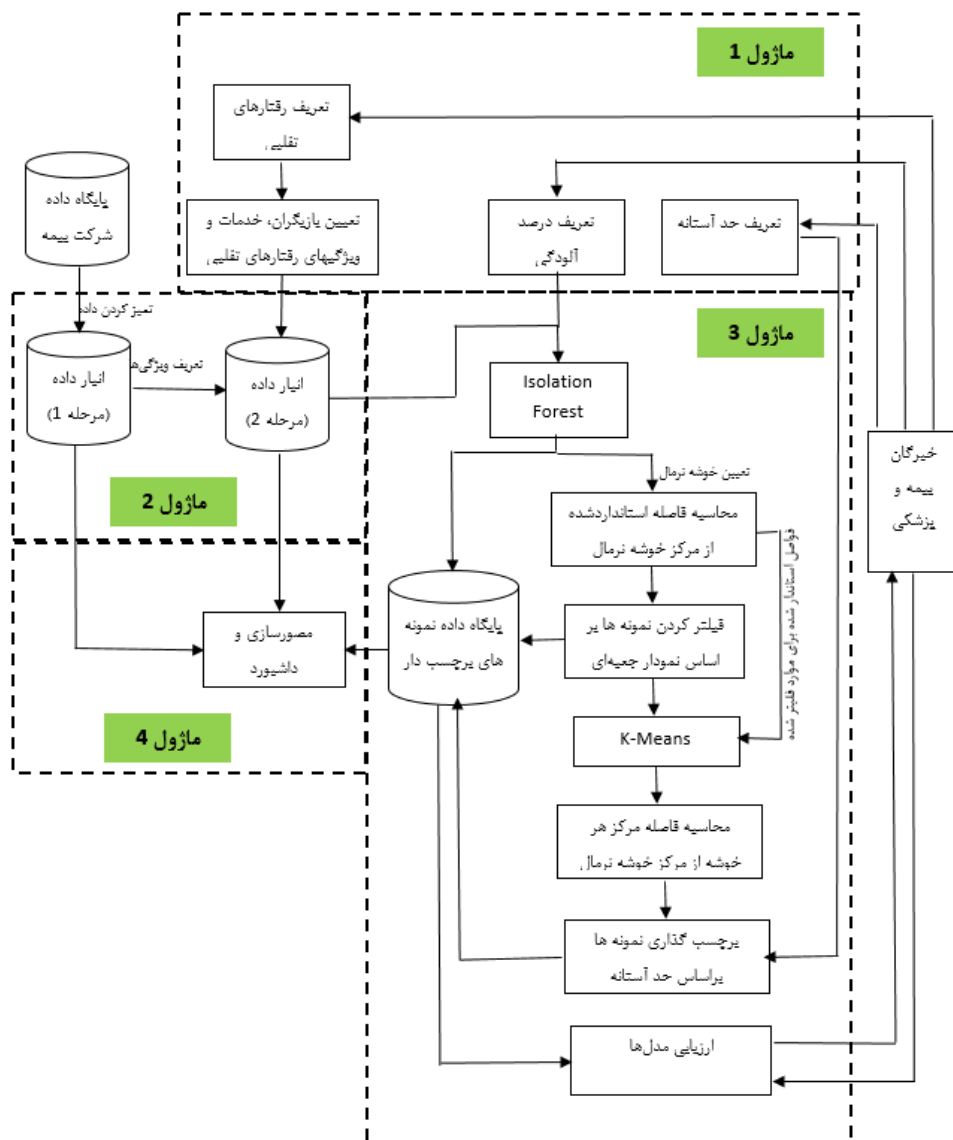 ماژول 1
تعریف رفتارهای
تقلبی
پایگاه داده
شرکت بیمه
تعیین بازیگران، خدمات و
ویژگیهای رفتارهای تقلبی
تعریف درصد
آلودگی
تعریف حد آستانه
تمیز کردن داده
ماژول 3
انبار داده
(مرحله 1)
تعریف ویژگی‌ها
انبار داده
(مرحله 2)
Isolation
Forest
خبرگان
بیمه و
پزشکی
ماژول 2
تعیین خوشه نرمال
محاسبه فاصله استانداردشده
از مرکز خوشه نرمال
فواصل استاندار شده برای موارد فلیتر شده
پایگاه داده نمونه
های برچسب دار
فیلتر کردن نمونه ها بر
اساس نمودار جعبه‌ای
مصورسازی و
داشبورد
ماژول 4
K-Means
محاسبه فاصله مرکز هر
خوشه از مرکز خوشه نرمال
برچسب گذاری نمونه ها
براساس حد آستانه
ارزیابی مدل‌ها